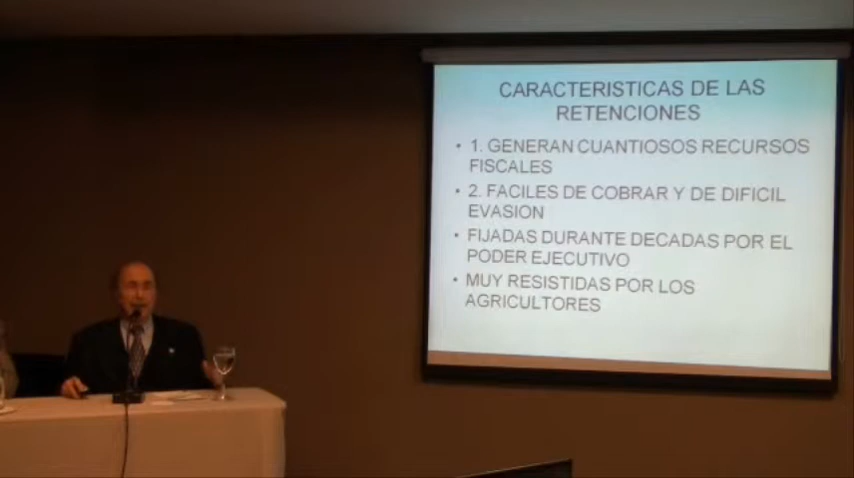 CARACTERISTICAS DE LAS
RETENCIONES
• 1. GENERAN CUANTIOSOS RECURSOS
FISCALES
• 2. FACILES DE COBRAR Y DE DIFICIL
EVASION
• FIJADAS DURANTE DECADAS POR EL
PODER EJECUTIVO
• MUY RESISTIDAS POR LOS
AGRICULTORES